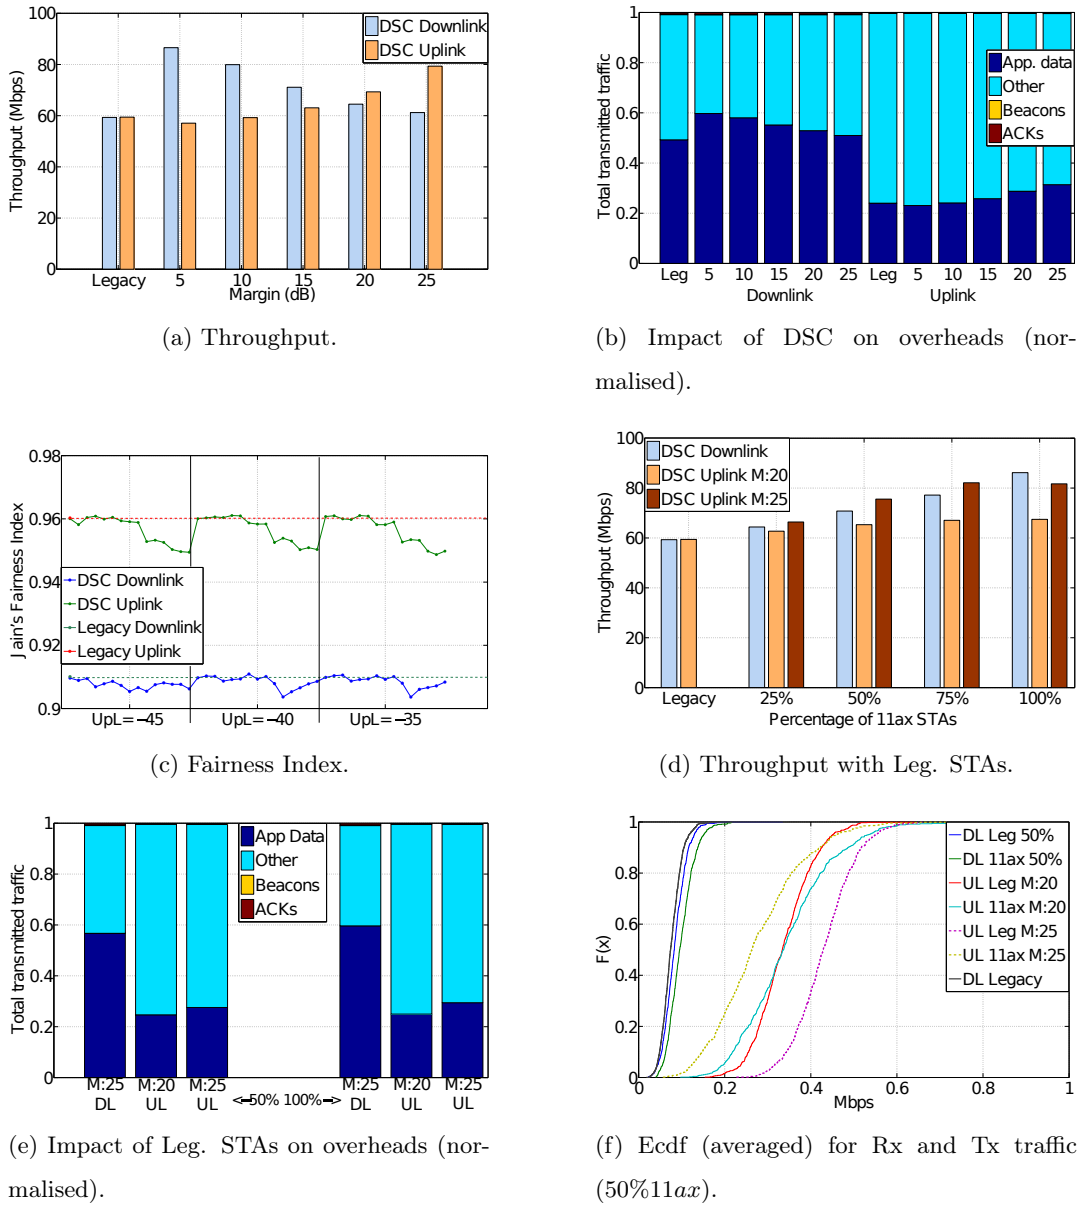 100
80
60
40
20
0
Throughput (Mbps)
DSC Downlink
DSC Uplink
Legacy 5 10 15 20 25
Margin (dB)
(a) Throughput.
1
0.8
0.6
0.4
0.2
0
Total transmitted traffic
App. data
Other
Beacons
ACKs
Leg 5 10 15 20 25 Leg 5 10 15 20 25
Downlink Uplink
(b) Impact of DSC on overheads (nor-
malised).
0.98
0.96
0.94
0.92
0.9
Jain's Fairness Index
DSC Downlink
DSC Uplink
Legacy Downlink
Legacy Uplink
UpL=−45 UpL=−40 UpL=−35
(c) Fairness Index.
100
80
60
40
20
0
Throughput (Mbps)
DSC Downlink
DSC Uplink M:20
DSC Uplink M:25
Legacy 25% 50% 75% 100%
Percentage of 11ax STAs
(d) Throughput with Leg. STAs.
1
0.8
0.6
0.4
0.2
0
Total transmitted traffic
App Data
Other
Beacons
ACKs
M:25 M:20 M:25 M:25 M:20 M:25
DL UL UL <−50% 100%−> DL UL UL
(e) Impact of Leg. STAs on overheads (nor-
malised).
1
0.8
0.6
0.4
0.2
0
F(x)
DL Leg 50%
DL 11ax 50%
UL Leg M:20
UL 11ax M:20
UL Leg M:25
UL 11ax M:25
DL Legacy
0 0.2 0.4 0.6 0.8 1
Mbps
(f) Ecdf (averaged) for Rx and Tx traffic
(50%11ax).